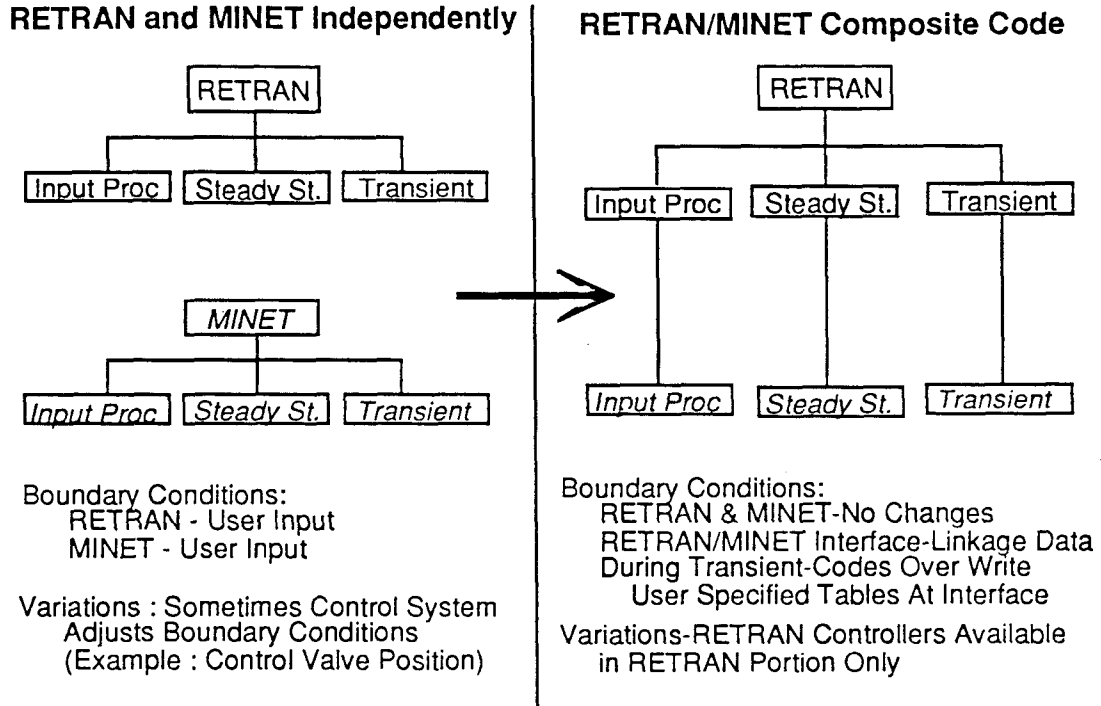 RETRAN and MINET Independently
RETRAN
Input Proc Steady St. Transient
MINET
Input Proc Steady St. Transient
Boundary Conditions:
RETRAN - User Input
MINET - User Input
Variations : Sometimes Control System
Adjusts Boundary Conditions
(Example : Control Valve Position)
RETRAN/MINET Composite Code
RETRAN
Input Proc Steady St. Transient
Input Proc Steady St. Transient
Boundary Conditions:
RETRAN & MINET-No Changes
RETRAN/MINET Interface-Linkage Data
During Transient-Codes Over Write
User Specified Tables At Interface
Variations-RETRAN Controllers Available
in RETRAN Portion Only